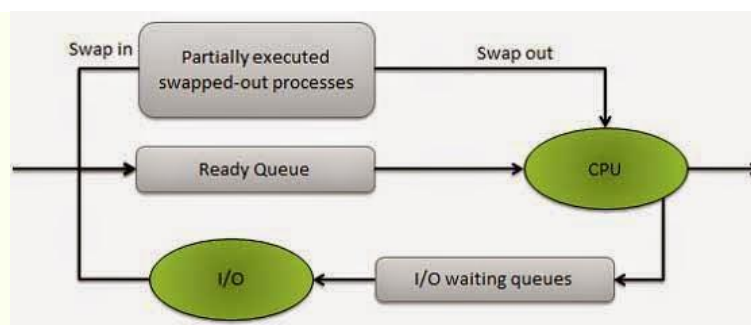 Swap in
Partially executed
swapped-out processes
Swap out
Ready Queue
CPU
I/O
I/O waiting queues